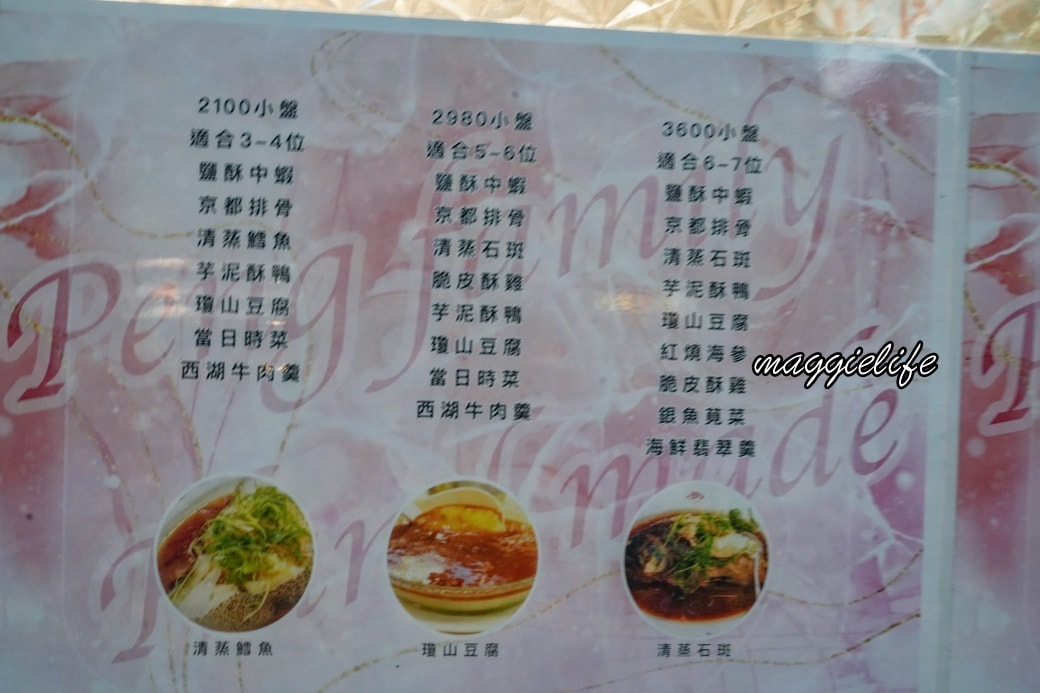 2100小盤
適合3-4位
鹽酥中蝦
京都排骨
清蒸鱈魚
芋泥酥鴨
瓊山豆腐
當日時菜
西湖牛肉羹
2980小盤
適合5-6位
鹽酥中蝦
京都排骨
清蒸石斑
脆皮酥雞
芋泥酥鴨
瓊山豆腐
當日時菜
西湖牛肉羹
3600小盤
適合6-7位
鹽酥中蝦
京都排骨
清蒸石斑
芋泥酥鴨
瓊山豆腐
紅燒海參
脆皮酥雞
銀魚莧菜
海鮮翡翠羹
maggielife
清蒸鱈魚
瓊山豆腐
清蒸石斑